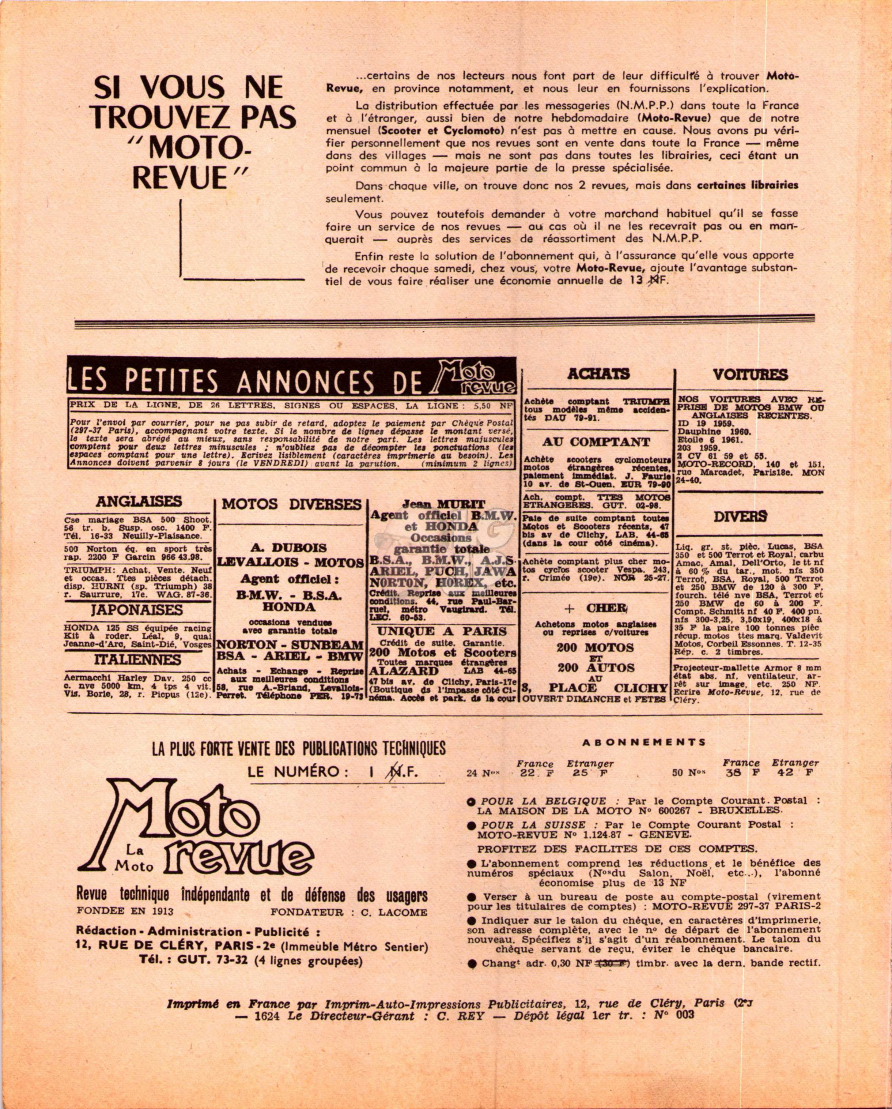 SI VOUS NE
TROUVEZ PAS
"MOTO-
REVUE"
...certains de nos lecteurs nous font part de leur difficulté à trouver Moto-
Revue, en province notamment, et nous leur en fournissons l'explication.
La distribution effectuée par les messageries (N.M.P.P.) dans toute la France
et à l'étranger, aussi bien de notre hebdomadaire (Moto-Revue) que de notre
mensuel (Scooter et Cyclomoto) n'est pas à mettre en cause. Nous avons pu véri-
fier personnellement que nos revues sont en vente dans toute la France — même
dans des villages — mais ne sont pas dans toutes les librairies, ceci étant un
point commun à la majeure partie de la presse spécialisée.
Dans chaque ville, on trouve donc nos 2 revues, mais dans certaines librairies
seulement.
Vous pouvez toutefois demander à votre marchand habituel qu'il se fasse
faire un service de nos revues — au cas où il ne les recevrait pas ou en man-
querait — auprès des services de réassortiment des N.M.P.P.
Enfin reste la solution de l'abonnement qui, à l'assurance qu'elle vous apporte
de recevoir chaque samedi, chez vous, votre Moto-Revue, ajoute l'avantage substan-
tiel de vous faire réaliser une économie annuelle de 13 NF.
LES PETITES ANNONCES DE Moto revue
PRIX DE LA LIGNE, DE 26 LETTRES, SIGNES OU ESPACES, LA LIGNE : 5,50 NF
Pour l'envoi par courrier, pour ne pas subir de retard, adoptez le paiement par Chèque Postal
(297-37 Paris), accompagnant votre texte. Si le nombre de lignes dépasse le montant versé,
le texte sera abrégé au mieux, sans responsabilité de notre part. Les lettres majuscules
comptent pour deux lettres minuscules ; n'oubliez pas de décompter les ponctuations (les
espaces comptant pour une lettre). Ecrivez lisiblement (caractères imprimerie au besoin). Les
Annonces doivent parvenir 8 jours (le VENDREDI) avant la parution. (minimum 2 lignes)
ANGLAISES
Cse mariage BSA 500 Shoot.
56 tr. b. Susp. osc. 1400 F.
Tél. 16-33 Neuilly-Plaisance.
500 Norton éq. en sport très
rap. 2200 F Garcin 966 43.98.
TRIUMPH: Achat. Vente. Neuf
et occas. Ttes pièces détach.
disp. HURNI (sp. Triumph) 38
r. Saurrure, 17e. WAG. 87-36.
JAPONAISES
HONDA 125 SS équipée racing
Kit à roder. Léal, 9, quai
Jeanne-d'Arc, Saint-Dié, Vosges
ITALIENNES
Aermacchi Harley Dav. 250 cc
c. nve 5000 km, 4 tps 4 vit.
Vis. Borie, 28, r. Picpus (12e).
MOTOS DIVERSES
A. DUBOIS
LEVALLOIS - MOTOS
Agent officiel :
B.M.W. - B.S.A.
HONDA
occasions vendues
avec garantie totale
NORTON - SUNBEAM
BSA - ARIEL - BMW
Achats - Echange - Reprise
aux meilleures conditions
58, rue A.-Briand, Levallois-
Perret. Téléphone PER. 19-73
Jean MURIT
Agent officiel B.M.W.
et HONDA
Occasions
garantie totale
B.S.A., B.M.W., A.J.S.
ARIEL, PUCH, JAWA
NORTON, HOREX, etc.
Crédit. Reprise aux meilleures
conditions. 44, rue Paul-Bar-
ruel, métro Vaugirard. Tél.
LEC. 60-53.
UNIQUE A PARIS
Crédit de suite. Garantie.
200 Motos et Scooters
Toutes marques étrangères
ALAZARD LAB 44-65
47 bis av. de Clichy, Paris-17e
(Boutique ds l'impasse côté Ci-
néma. Accès et park. de la cour
ACHATS
Achète comptant TRIUMPH
tous modèles même acciden-
tés DAU 79-91.
AU COMPTANT
Achète scooters cyclomoteurs
motos étrangères récentes,
paiement immédiat. J. Faurie
10 av. de St-Ouen. EUR 79-90
Ach. compt. TTES MOTOS
ETRANGERES. GUT. 02-98.
Paie de suite comptant toutes
Motos et Scooters récents, 47
bis av de Clichy, LAB. 44-65
(dans la cour côté cinéma).
Achète comptant plus cher mo-
tos cyclos scooter Vespa. 243,
r. Crimée (19e). NOR 25-27.
+ CHER
Achetons motos almants
ou reprises c/voitures
200 MOTOS
ET
200 AUTOS
AU
8, PLACE CLICHY
OUVERT DIMANCHE et FETES
VOITURES
NOS VOITURES AVEC RE-
PRISE DE MOTOS BMW OU
ANGLAISES RECENTES.
ID 19 1959.
Dauphine 1960.
Etoile 6 1961.
203 1959.
2 CV 61 59 et 55.
MOTO-RECORD, 140 et 151,
rue Marcadet, Paris18e. MON
24-40.
DIVERS
Liq. gr. st. pièc. Lucas, BSA
350 et 500 Terrot et Royal, carbu
Amac, Amal, Dell'Orto, le tt nf
à 60 % du tar., mot. nfs 350
Terrot, BSA, Royal, 500 Terrot
et 250 BMW de 120 à 300 F,
fourch. télé nve BSA, Terrot et
250 BMW de 60 à 200 F.
Compt. Schmitt nf 40 F. 400 pn.
nfs 300-3,25, 3,50x19, 400x18 à
35 F la paire 100 tonnes pièc
récup. motos ttes marq. Valdevit
Motos, Corbeil Essonnes. T. 12-35
Rép. c. 2 timbres.
Projecteur-mallette Armor 8 mm
état abs. nf, ventilateur, ar-
rêt sur image, etc. 250 NF.
Ecrire Moto-Revue, 12, rue de
Cléry.
LA PLUS FORTE VENTE DES PUBLICATIONS TECHNIQUES
LE NUMÉRO : 1 N.F.
La Moto
Moto revue
Revue technique indépendante et de défense des usagers
FONDEE EN 1913 FONDATEUR : C. LACOME
Rédaction - Administration - Publicité :
12, RUE DE CLÉRY, PARIS-2e (Immeuble Métro Sentier)
Tél. : GUT. 73-32 (4 lignes groupées)
ABONNEMENTS
France Etranger France Etranger
24 Nos 22 F 25 F 50 Nos 38 F 42 F
● POUR LA BELGIQUE : Par le Compte Courant Postal :
LA MAISON DE LA MOTO No 600267 - BRUXELLES.
● POUR LA SUISSE : Par le Compte Courant Postal :
MOTO-REVUE No 1.124.87 - GENEVE.
PROFITEZ DES FACILITES DE CES COMPTES.
● L'abonnement comprend les réductions et le bénéfice des
numéros spéciaux (Nos du Salon, Noël, etc...), l'abonné
économise plus de 13 NF
● Verser à un bureau de poste au compte-postal (virement
pour les titulaires de comptes) : MOTO-REVUE 297-37 PARIS-2
● Indiquer sur le talon du chèque, en caractères d'imprimerie,
son adresse complète, avec le no de départ de l'abonnement
nouveau. Spécifiez s'il s'agit d'un réabonnement. Le talon du
chèque servant de reçu, éviter le chèque bancaire.
● Changt adr. 0,30 NF (30 F) timbr. avec la dern. bande rectif.
Imprimé en France par Imprim-Auto-Impressions Publicitaires, 12, rue de Cléry, Paris (2e)
— 1624 Le Directeur-Gérant : C. REY — Dépôt légal 1er tr. : No 003